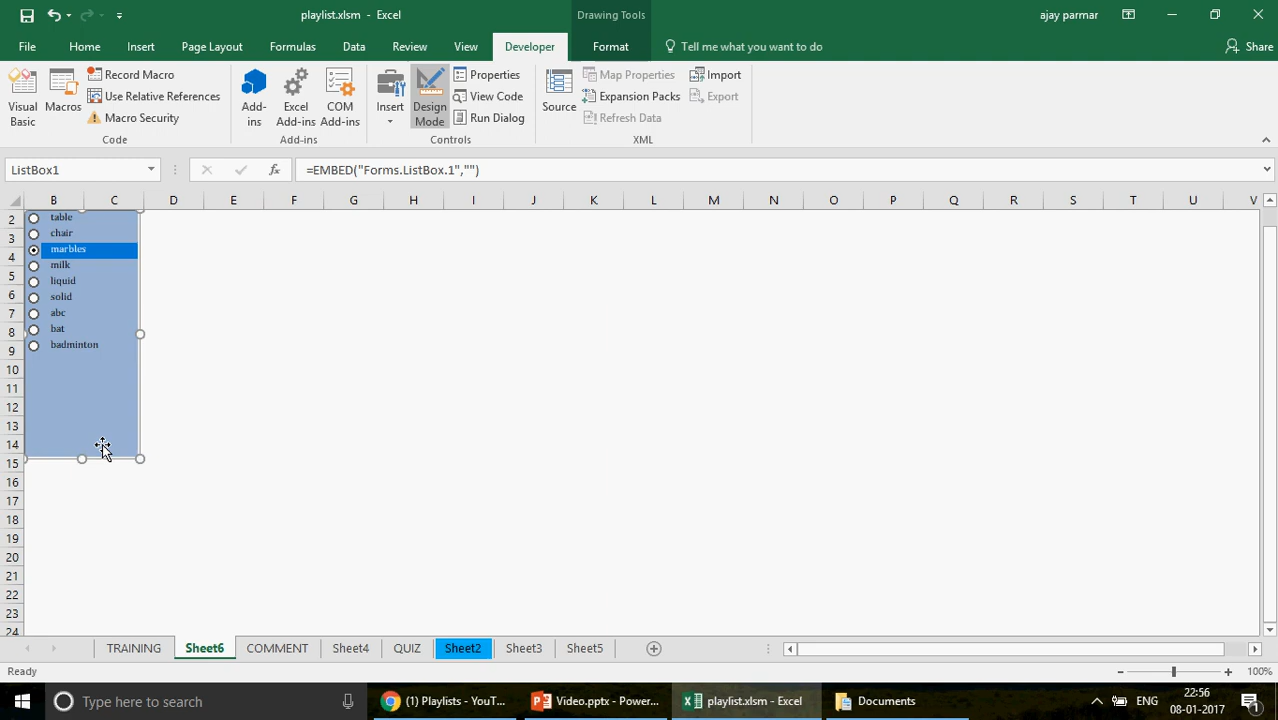 playlist.xlsm - Excel
Drawing Tools
ajay parmar
File Home Insert Page Layout Formulas Data Review View Developer Format Tell me what you want to do Share
Visual Basic
Macros
Record Macro
Use Relative References
Macro Security
Code
Add-ins
Excel Add-ins
COM Add-ins
Add-ins
Insert
Design Mode
Properties
View Code
Run Dialog
Controls
Source
Map Properties
Expansion Packs
Refresh Data
Import
Export
XML
ListBox1 fx =EMBED("Forms.ListBox.1","")
B C D E F G H I J K L M N O P Q R S T U V
2
3
4
5
6
7
8
9
10
11
12
13
14
15
16
17
18
19
20
21
22
23
24
table
chair
marbles
milk
liquid
solid
abc
bat
badminton
TRAINING Sheet6 COMMENT Sheet4 QUIZ Sheet2 Sheet3 Sheet5
Ready 100%
Type here to search
(1) Playlists - YouT...
Video.pptx - Power...
playlist.xlsm - Excel
Documents
ENG
22:56
08-01-2017
1